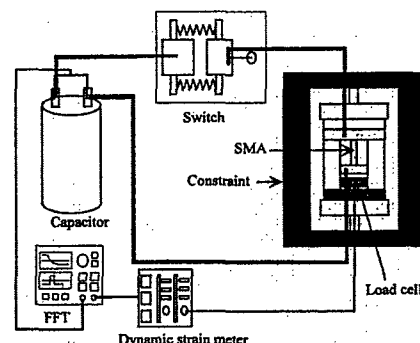 Switch
SMA
Constraint
Capacitor
Load cell
FFT
Dynamic strain meter